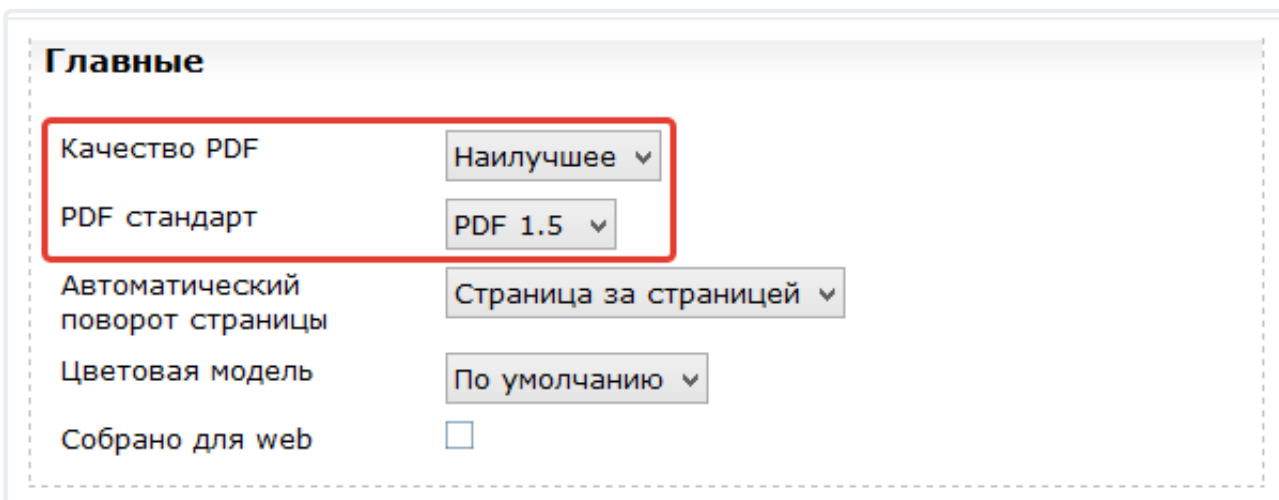 Главные
Качество PDF Наилучшее
PDF стандарт PDF 1.5
Автоматический Страница за страницей
поворот страницы
Цветовая модель По умолчанию
Собрано для web